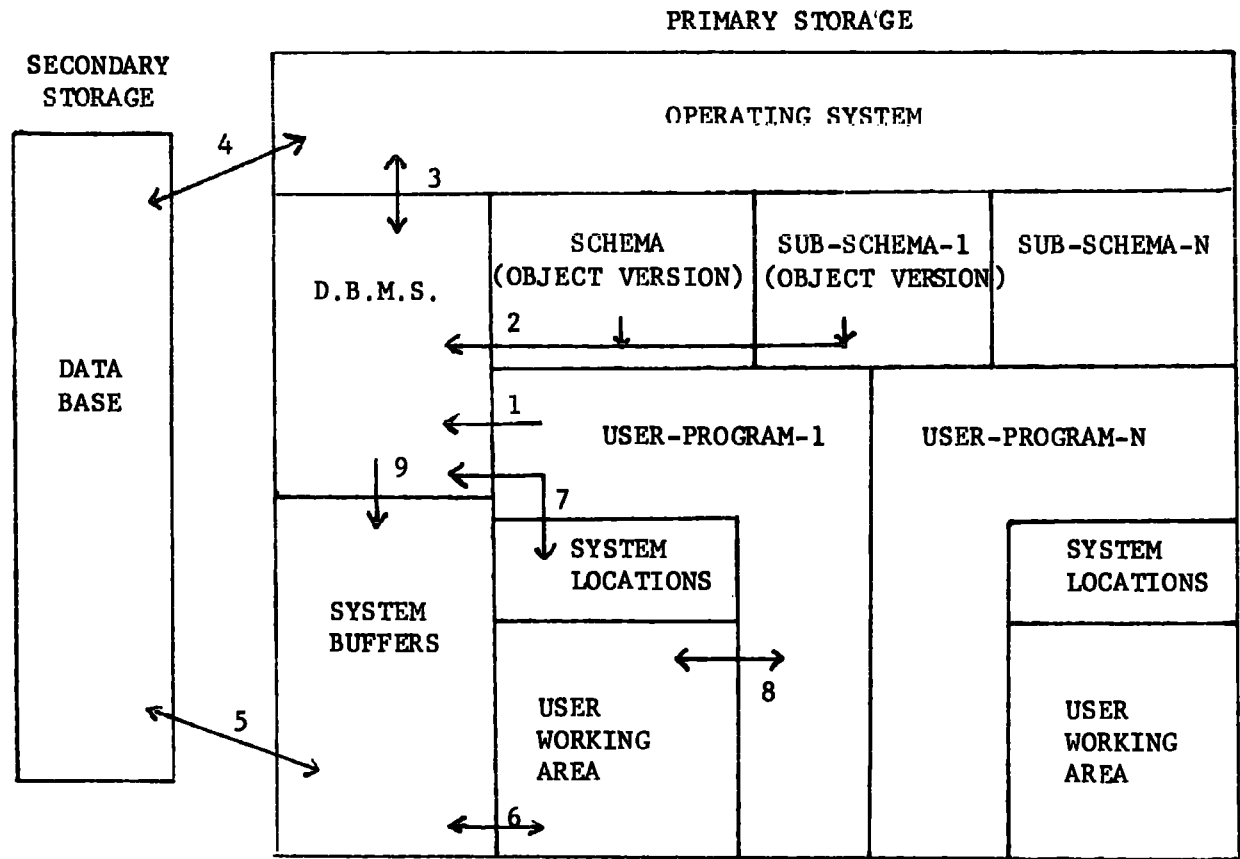 PRIMARY STORAGE
SECONDARY
STORAGE
OPERATING SYSTEM
4
3
SCHEMA
(OBJECT VERSION)
SUB-SCHEMA-1
(OBJECT VERSION)
SUB-SCHEMA-N
D.B.M.S.
2
DATA
BASE
1
USER-PROGRAM-1
USER-PROGRAM-N
9
7
SYSTEM
LOCATIONS
SYSTEM
LOCATIONS
SYSTEM
BUFFERS
8
5
USER
WORKING
AREA
USER
WORKING
AREA
6